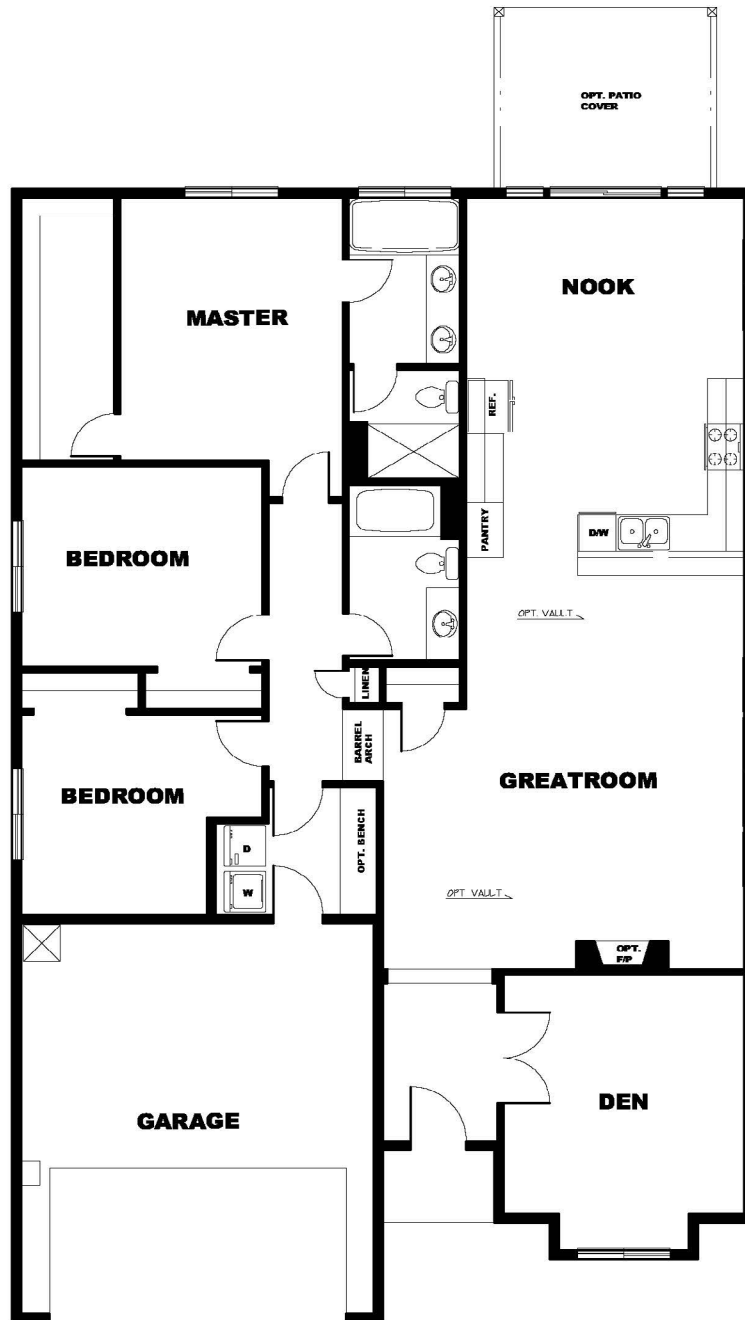 OPT. PATIO
COVER
NOOK
MASTER
REF.
PANTRY
D/W
BEDROOM
OPT. VAULT
LINEN
BARREL
ARCH
GREATROOM
BEDROOM
OPT. BENCH
D
W
OPT VAULT
OPT.
F/P
DEN
GARAGE